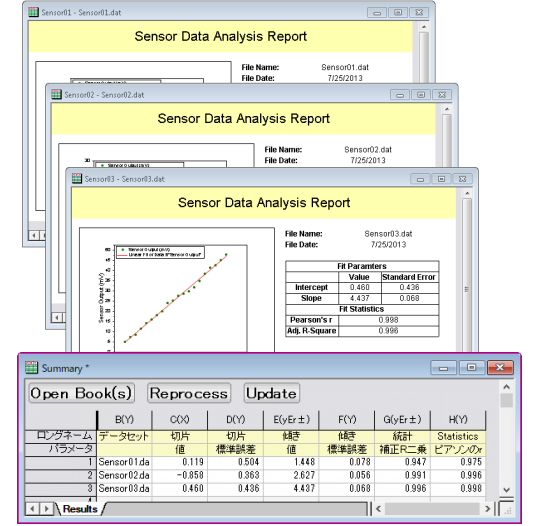 Sensor01 - Sensor01.dat
Sensor Data Analysis Report
File Name: Sensor01.dat
File Date: 7/25/2013
Sensor02 - Sensor02.dat
Sensor Data Analysis Report
File Name: Sensor02.dat
File Date: 7/25/2013
30
Sensor03 - Sensor03.dat
Sensor Data Analysis Report
File Name: Sensor03.dat
File Date: 7/25/2013
Sensor Output (mV)
Fit Paramters
Value Standard Error
Intercept 0.460 0.436
Slope 4.437 0.068
Fit Statistics
Pearson's r 0.998
Adj. R-Square 0.996
Sensor Output (mV)
Summary *
Open Book(s) Reprocess Update
B(Y) C(X) D(Y) E(yEr±) F(Y) G(yEr±) H(Y)
ロングネーム データセット 切片 切片 傾き 傾き 統計 Statistics
パラメータ 値 標準誤差 値 標準誤差 補正R二乗 ピアソンのr
1 Sensor01.da 0.119 0.504 1.448 0.078 0.947 0.975
2 Sensor02.da -0.858 0.363 2.627 0.056 0.991 0.996
3 Sensor03.da 0.460 0.436 4.437 0.068 0.996 0.998
Results